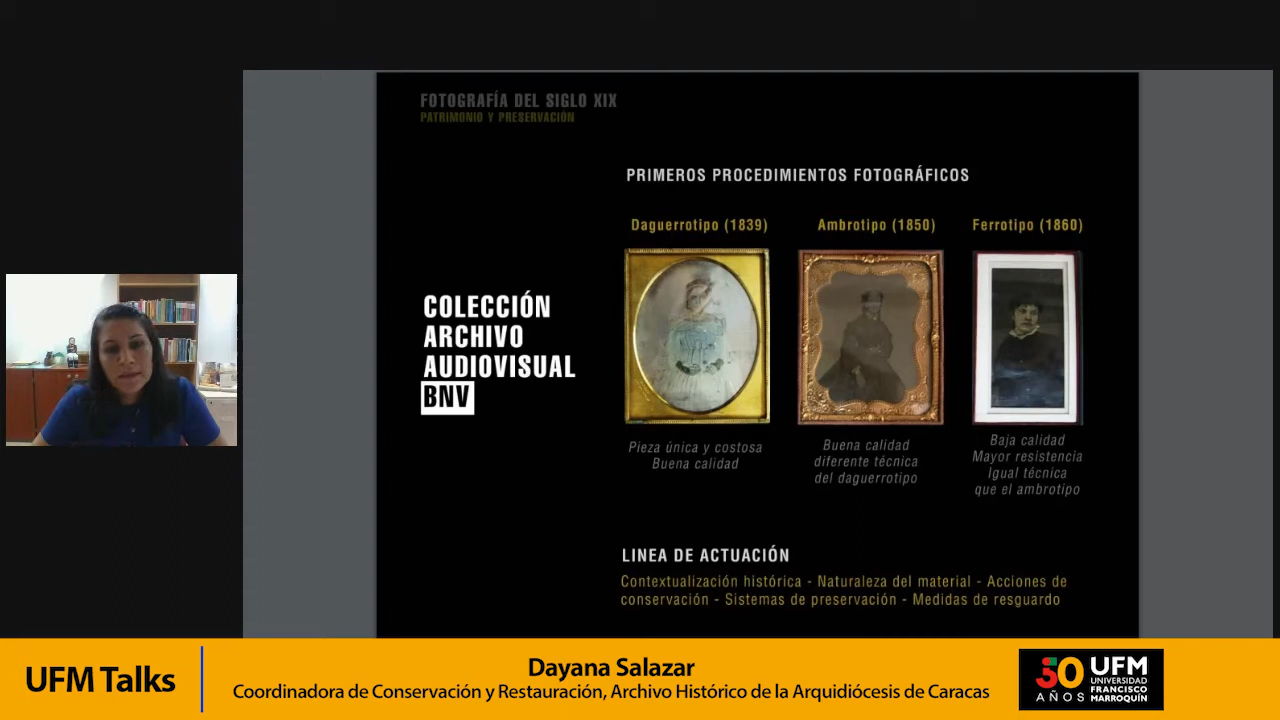 FOTOGRAFÍA DEL SIGLO XIX
PATRIMONIO Y PRESERVACIÓN
PRIMEROS PROCEDIMIENTOS FOTOGRÁFICOS
Daguerrotipo (1839)
Ambrotipo (1850)
Ferrotipo (1860)
COLECCIÓN
ARCHIVO
AUDIOVISUAL
BNV
Pieza única y costosa
Buena calidad
Buena calidad
diferente técnica
del daguerrotipo
Baja calidad
Mayor resistencia
Igual técnica
que el ambrotipo
LINEA DE ACTUACIÓN
Contextualización histórica - Naturaleza del material - Acciones de
conservación - Sistemas de preservación - Medidas de resguardo
UFM Talks
Dayana Salazar
Coordinadora de Conservación y Restauración, Archivo Histórico de la Arquidiócesis de Caracas
50
AÑOS
UFM
UNIVERSIDAD
FRANCISCO
MARROQUÍN